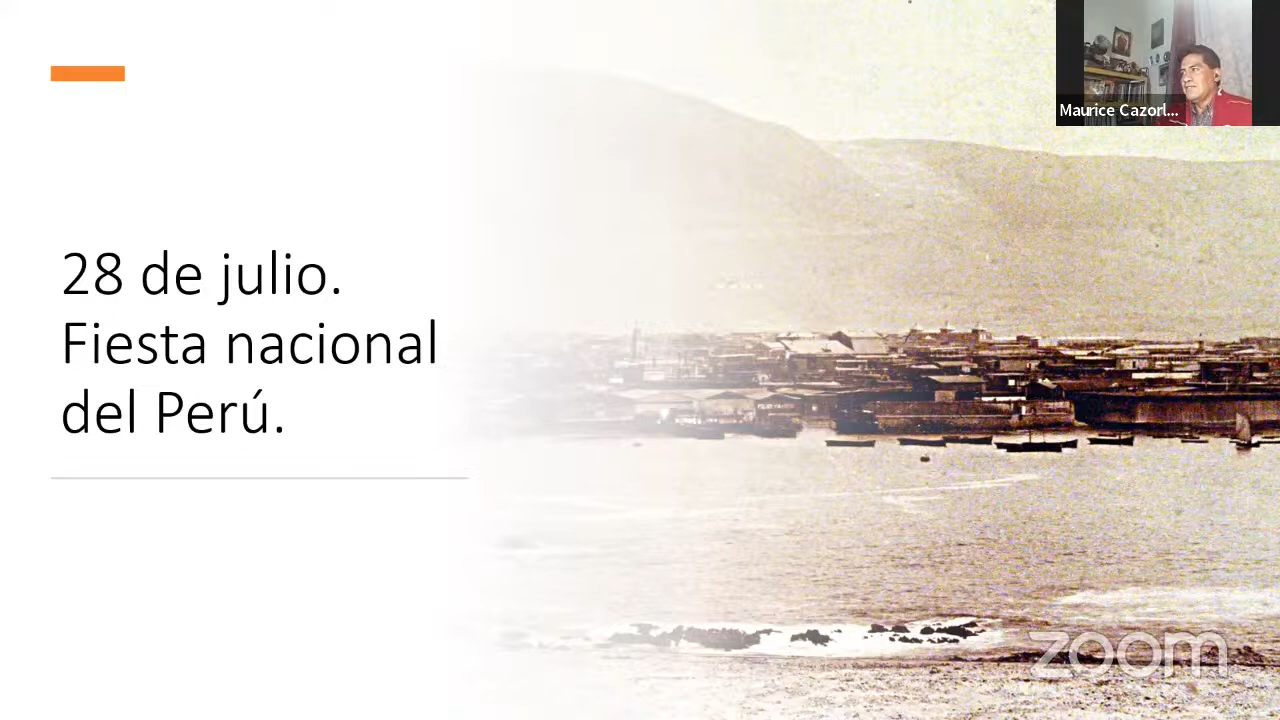 Maurice Cazorl...
28 de julio.
Fiesta nacional
del Perú.
zoom